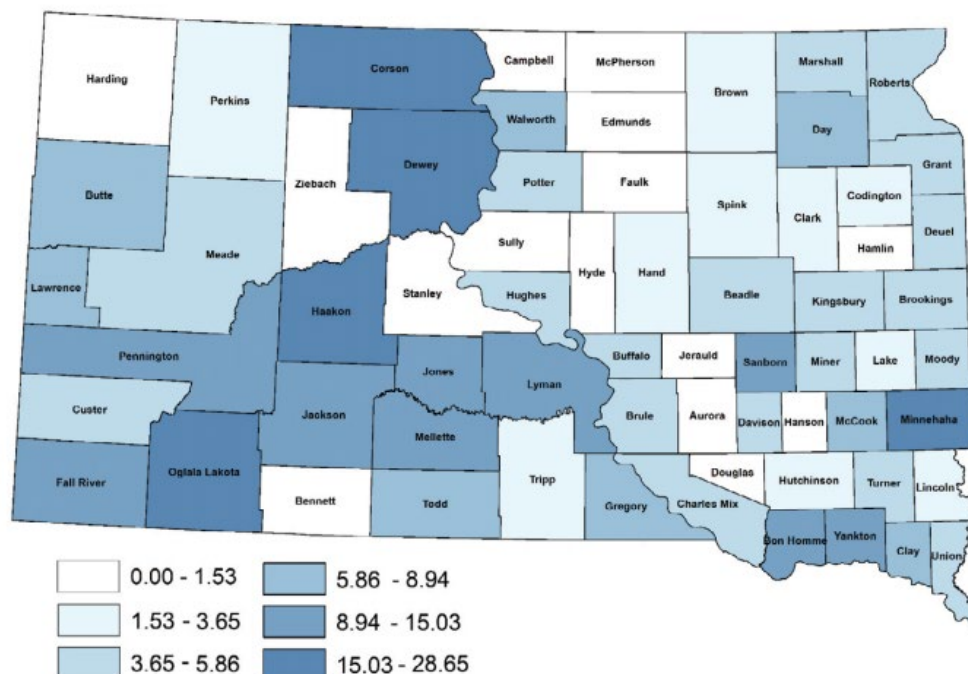 Harding
Perkins
Corson
Campbell
McPherson
Brown
Marshall
Roberts
Walworth
Edmunds
Day
Butte
Ziebach
Dewey
Potter
Faulk
Grant
Codington
Spink
Clark
Meade
Sully
Hamlin
Deuel
Hyde
Hand
Lawrence
Stanley
Hughes
Beadle
Kingsbury
Brookings
Haakon
Pennington
Buffalo
Jerauld
Sanborn
Miner
Lake
Moody
Jones
Lyman
Custer
Jackson
Brule
Aurora
Davison
Hanson
McCook
Minnehaha
Mellette
Fall River
Oglala Lakota
Tripp
Douglas
Hutchinson
Turner
Lincoln
Bennett
Todd
Gregory
Charles Mix
Bon Homme
Yankton
Clay
Union
0.00 - 1.53
5.86 - 8.94
1.53 - 3.65
8.94 - 15.03
3.65 - 5.86
15.03 - 28.65